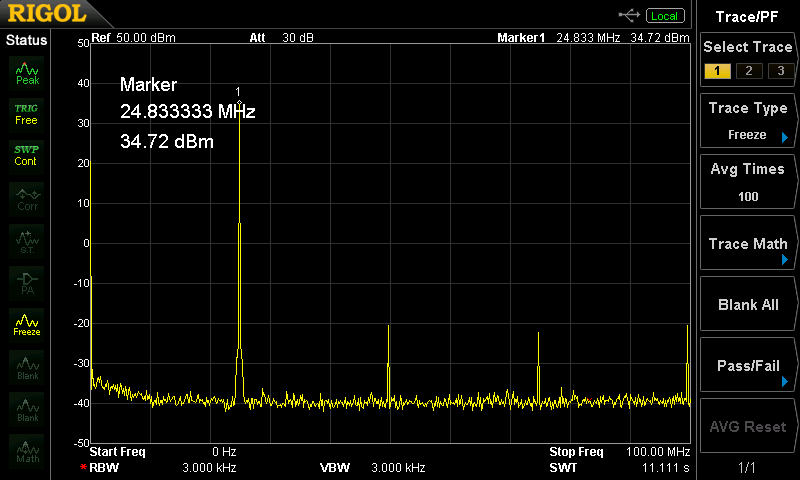 RIGOL
Local
Trace/PF
Status
Ref 50.00 dBm Att 30 dB Marker1 24.833 MHz 34.72 dBm
Select Trace
1 2 3
Peak
TRIG
Free
SWP
Cont
Corr
S.T.
PA
Freeze
Blank
Blank
Math
50
40
30
20
10
0
-10
-20
-30
-40
-50
Marker
24.833333 MHz
34.72 dBm
1
Trace Type
Freeze
Avg Times
100
Trace Math
Blank All
Pass/Fail
AVG Reset
1/1
Start Freq 0 Hz Stop Freq 100.00 MHz
RBW 3.000 kHz VBW 3.000 kHz SWT 11.111 s